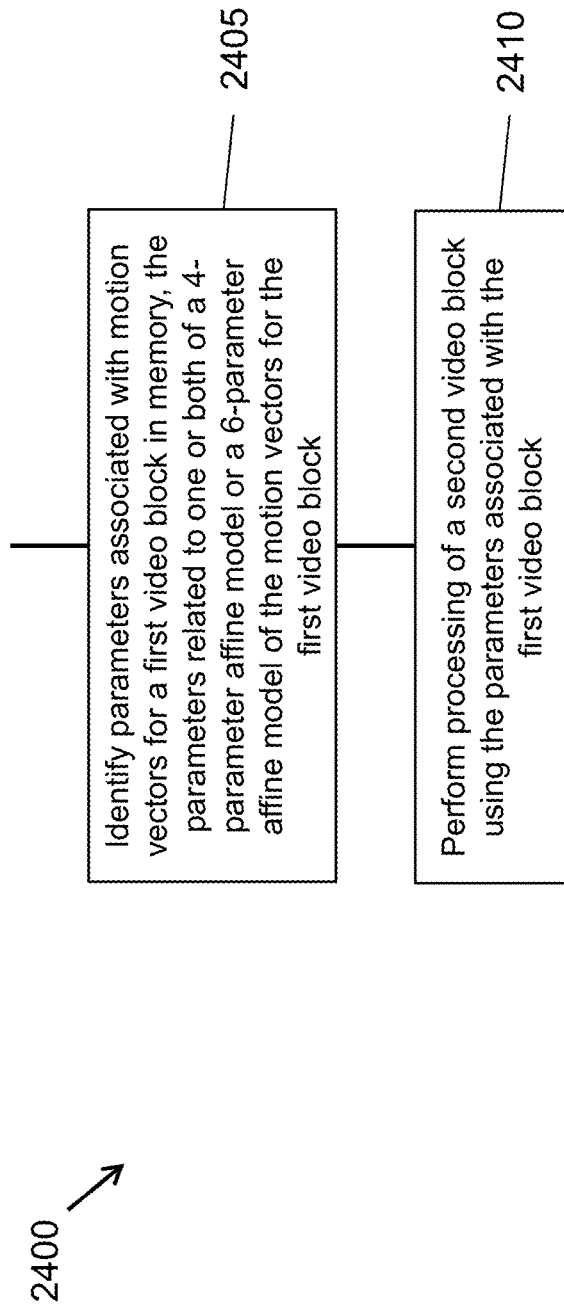 2400
Identify parameters associated with motion
vectors for a first video block in memory, the
parameters related to one or both of a 4-
parameter affine model or a 6-parameter
affine model of the motion vectors for the
first video block
2405
Perform processing of a second video block
using the parameters associated with the
first video block
2410